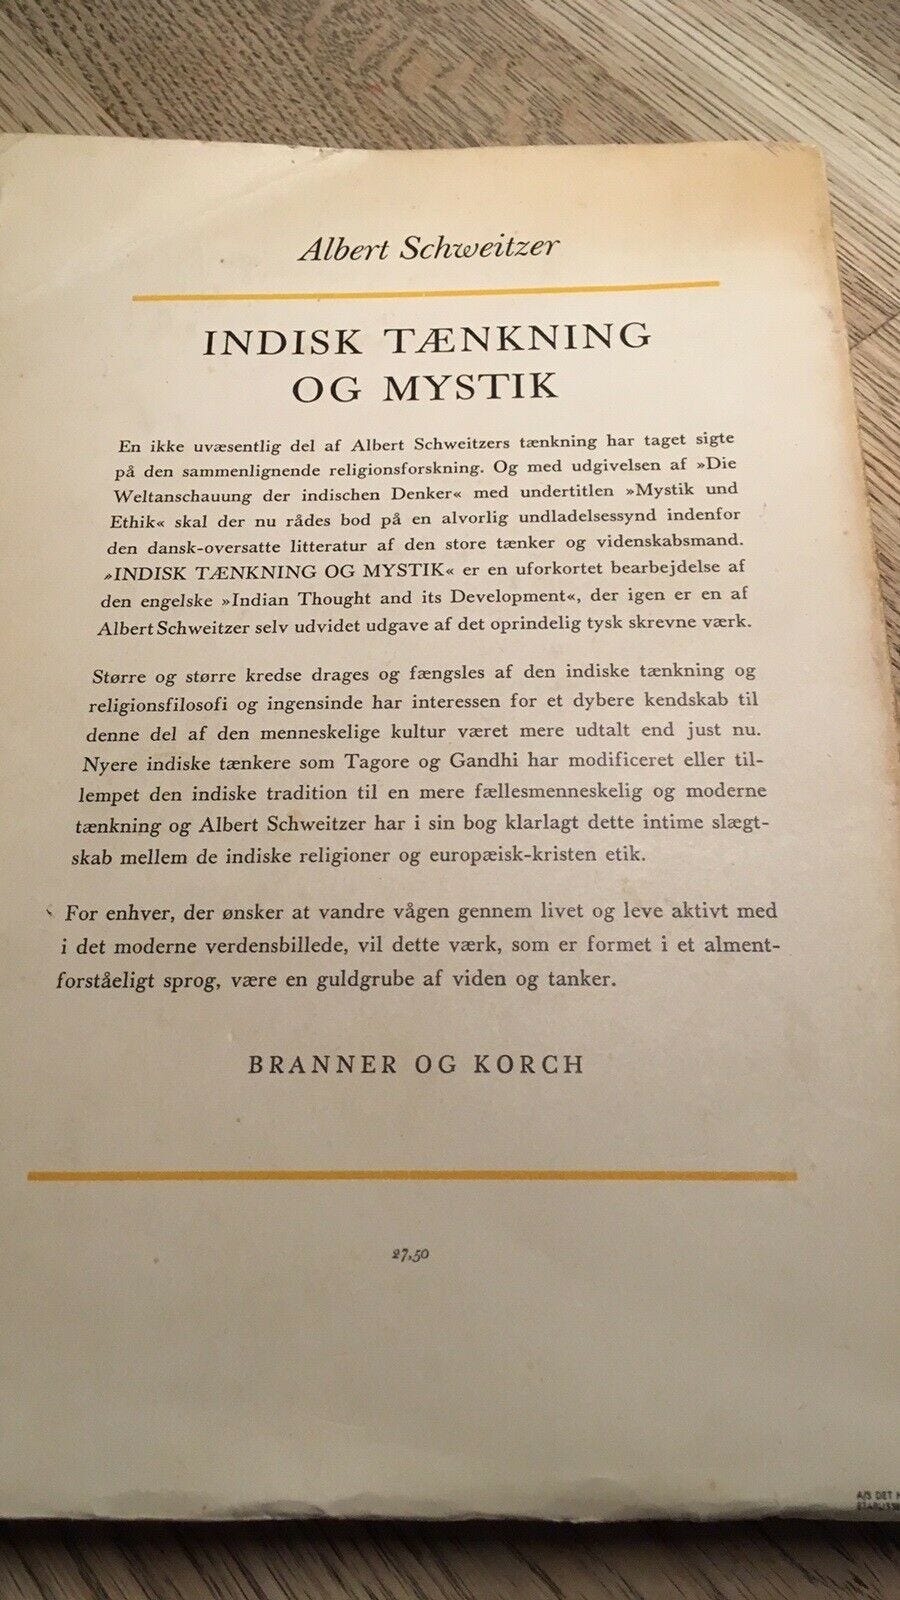 Albert Schweitzer
INDISK TÆNKNING
OG MYSTIK
En ikke uvæsentlig del af Albert Schweitzers tænkning har taget sigte
på den sammenlignende religionsforskning. Og med udgivelsen af »Die
Weltanschauung der indischen Denker« med undertitlen »Mystik und
Ethik« skal der nu rådes bod på en alvorlig undladelsessynd indenfor
den dansk-oversatte litteratur af den store tænker og videnskabsmand.
»INDISK TÆNKNING OG MYSTIK« er en uforkortet bearbejdelse af
den engelske »Indian Thought and its Development«, der igen er en af
Albert Schweitzer selv udvidet udgave af det oprindelig tysk skrevne værk.
Større og større kredse drages og fængsles af den indiske tænkning og
religionsfilosofi og ingensinde har interessen for et dybere kendskab til
denne del af den menneskelige kultur været mere udtalt end just nu.
Nyere indiske tænkere som Tagore og Gandhi har modificeret eller til-
lempet den indiske tradition til en mere fællesmenneskelig og moderne
tænkning og Albert Schweitzer har i sin bog klarlagt dette intime slægt-
skab mellem de indiske religioner og europæisk-kristen etik.
For enhver, der ønsker at vandre vågen gennem livet og leve aktivt med
i det moderne verdensbillede, vil dette værk, som er formet i et alment-
forståeligt sprog, være en guldgrube af viden og tanker.
BRANNER OG KORCH
27,50
A/S DET